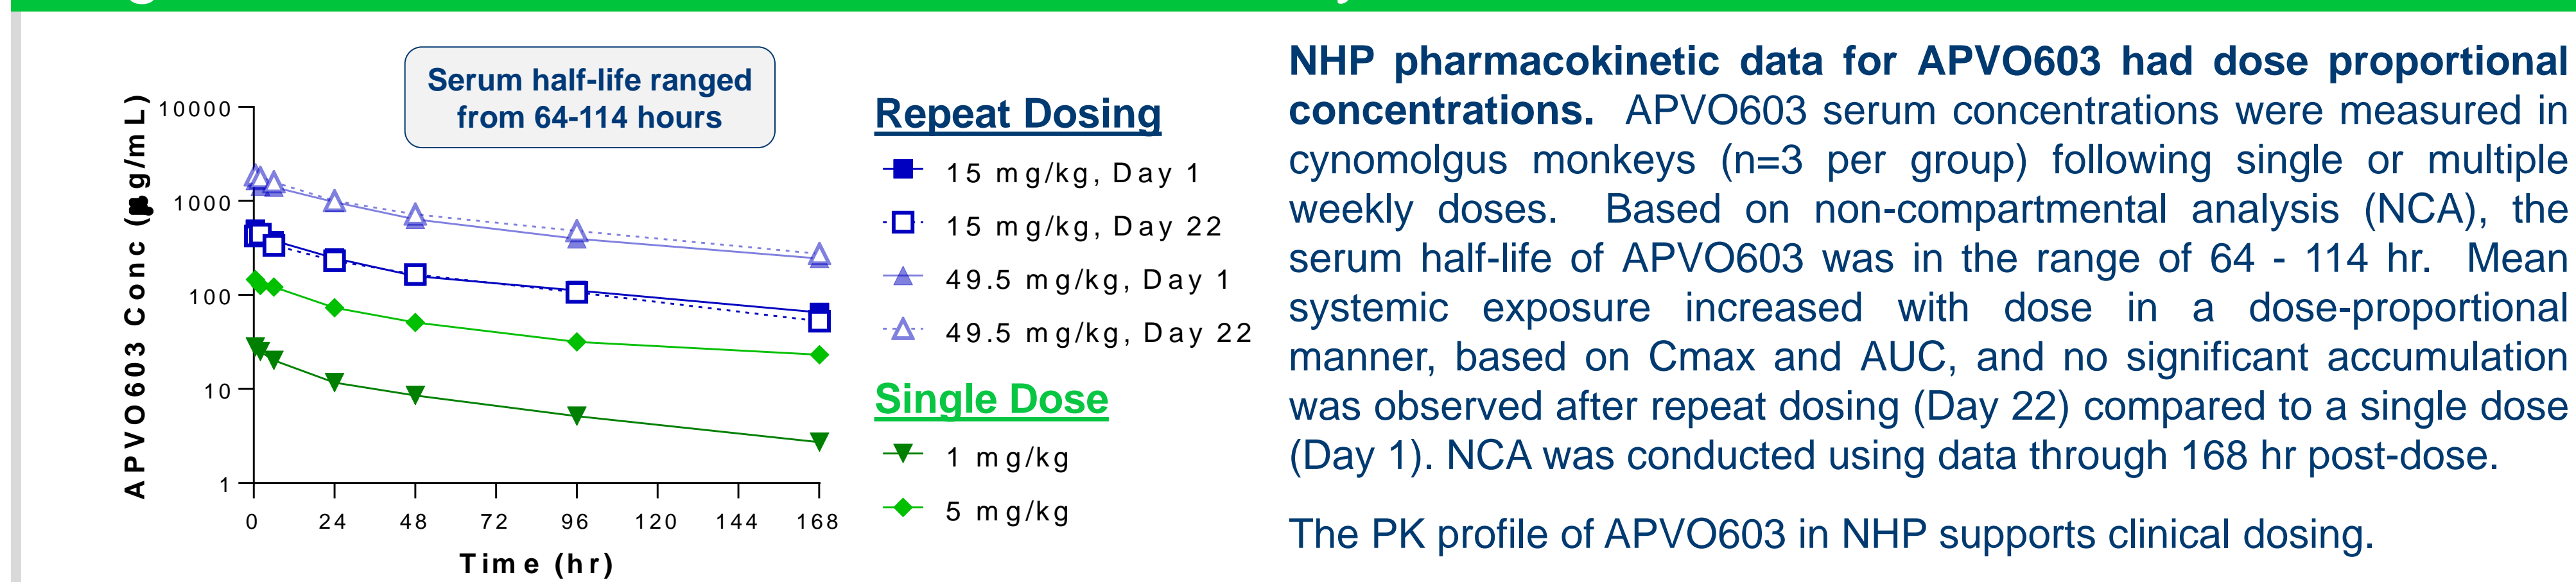 Serum half-life ranged
from 64-114 hours
APVO603 Conc (µg/mL)
10000
1000
100
10
1
0 24 48 72 96 120 144 168
Time (hr)
Repeat Dosing
15 mg/kg, Day 1
15 mg/kg, Day 22
49.5 mg/kg, Day 1
49.5 mg/kg, Day 22
Single Dose
1 mg/kg
5 mg/kg
NHP pharmacokinetic data for APVO603 had dose proportional
concentrations. APVO603 serum concentrations were measured in
cynomolgus monkeys (n=3 per group) following single or multiple
weekly doses. Based on non-compartmental analysis (NCA), the
serum half-life of APVO603 was in the range of 64 - 114 hr. Mean
systemic exposure increased with dose in a dose-proportional
manner, based on Cmax and AUC, and no significant accumulation
was observed after repeat dosing (Day 22) compared to a single dose
(Day 1). NCA was conducted using data through 168 hr post-dose.
The PK profile of APVO603 in NHP supports clinical dosing.